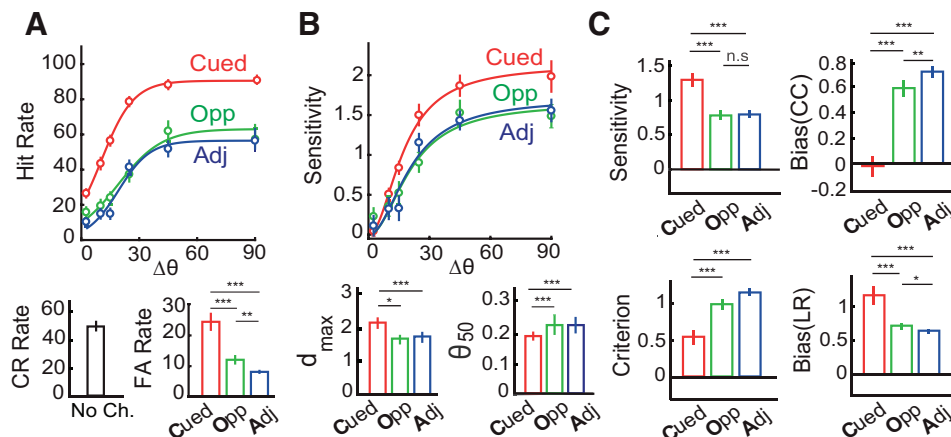 A
Hit Rate
100
80
60
40
20
0
Cued
Opp
Adj
0 30 60 90
Δθ
CR Rate
60
40
20
0
No Ch.
FA Rate
30
20
10
0
***
***
**
Cued Opp Adj
B
Sensitivity
2
1.5
1
0.5
0
Cued
Opp
Adj
0 30 60 90
Δθ
d max
3
2
1
0
***
*
Cued Opp Adj
θ50
0.4
0.2
0
***
***
Cued Opp Adj
C
Sensitivity
1.5
1.0
0.5
0
***
***
n.s
Cued Opp Adj
Bias(CC)
0.8
0.6
0.4
0.2
0
-0.2
***
***
**
Cued Opp Adj
Criterion
1
0.5
0
***
***
Cued Opp Adj
Bias(LR)
1.5
1.0
0.5
0.0
***
***
*
Cued Opp Adj